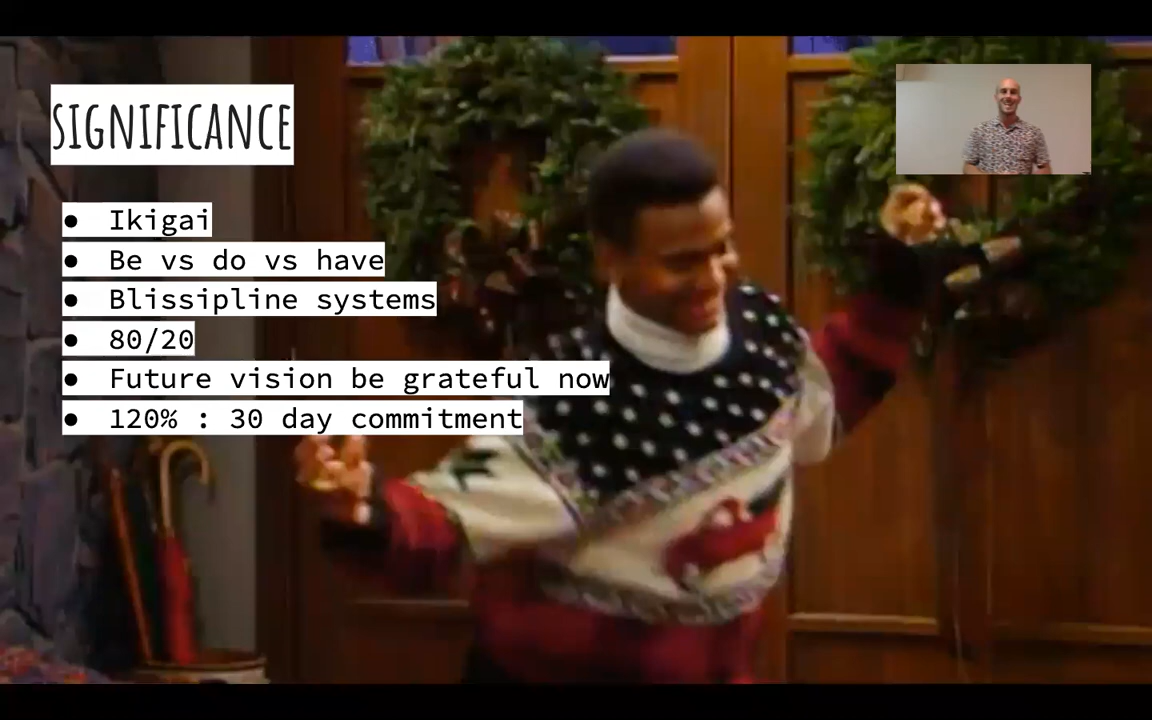 SIGNIFICANCE
● Ikigai
● Be vs do vs have
● Blissipline systems
● 80/20
● Future vision be grateful now
● 120% : 30 day commitment